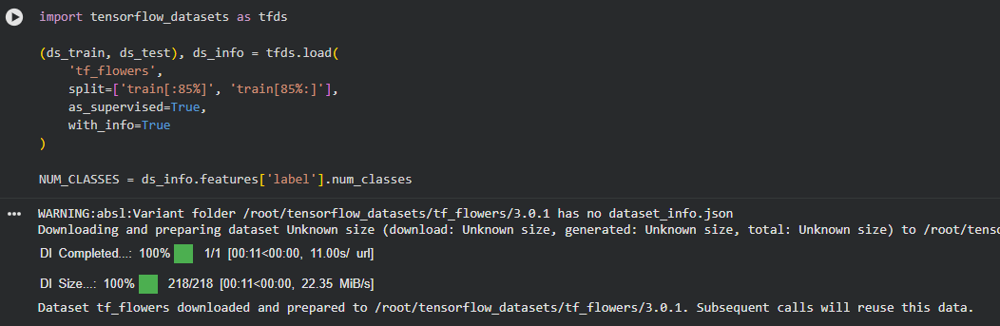 import tensorflow_datasets as tfds
(ds_train, ds_test), ds_info = tfds.load(
    'tf_flowers',
    split=['train[:85%]', 'train[85%:]'],
    as_supervised=True,
    with_info=True
)
NUM_CLASSES = ds_info.features['label'].num_classes
WARNING:absl:Variant folder /root/tensorflow_datasets/tf_flowers/3.0.1 has no dataset_info.json
Downloading and preparing dataset Unknown size (download: Unknown size, generated: Unknown size, total: Unknown size) to /root/tenso
Dl Completed...: 100% 1/1 [00:11<00:00, 11.00s/ url]
Dl Size...: 100% 218/218 [00:11<00:00, 22.35 MiB/s]
Dataset tf_flowers downloaded and prepared to /root/tensorflow_datasets/tf_flowers/3.0.1. Subsequent calls will reuse this data.